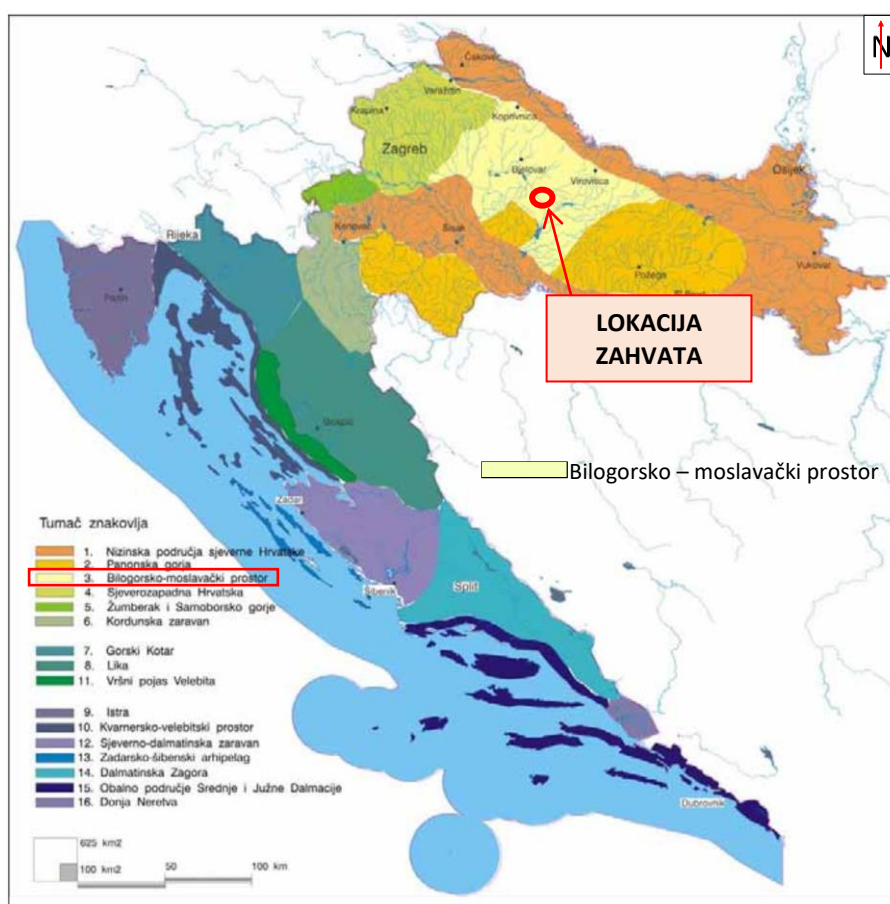 N
Čakovec
Varaždin
Krapina
Koprivnica
Zagreb
Bjelovar
Virovitica
Osijek
Rijeka
Karlovac
Sisak
Požega
Vukovar
Pazin
LOKACIJA
ZAHVATA
Gospić
Bilogorsko – moslavački prostor
Zadar
Tumač znakovlja
1. Nizinska područja sjeverne Hrvatske
2. Panonska gorja
3. Bilogorsko-moslavački prostor
4. Sjeverozapadna Hrvatska
5. Žumberak i Samoborsko gorje
6. Kordunska zaravan
Šibenik
Split
7. Gorski Kotar
8. Lika
11. Vršni pojas Velebita
9. Istra
10. Kvarnersko-velebitski prostor
12. Sjeverno-dalmatinska zaravan
13. Zadarsko-šibenski arhipelag
14. Dalmatinska Zagora
15. Obalno područje Srednje i Južne Dalmacije
16. Donja Neretva
Dubrovnik
625 km2
100 km2
50
100 km